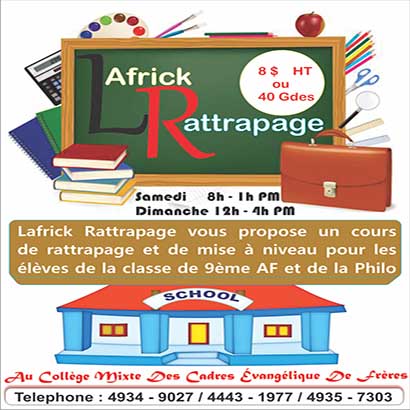 Lafrick
8 $ HT
ou
40 Gdes
Rattrapage
Samedi 8h - 1h PM
Dimanche 12h - 4h PM
Lafrick Rattrapage vous propose un cours
de rattrapage et de mise à niveau pour les
élèves de la classe de 9ème AF et de la Philo
SCHOOL
Au Collège Mixte Des Cadres Évangélique De Frères
Telephone : 4934 - 9027 / 4443 - 1977 / 4935 - 7303